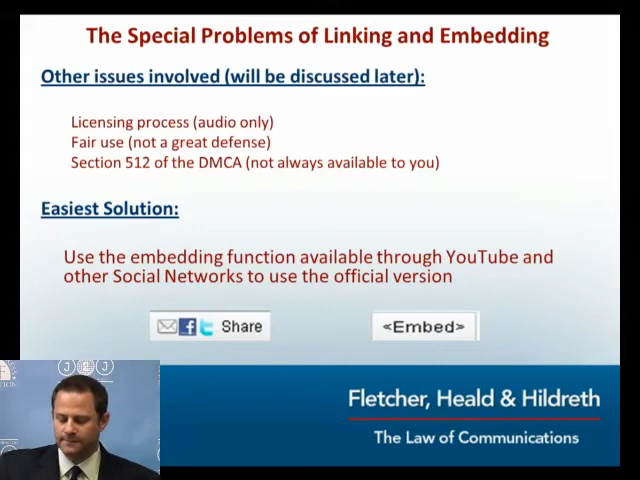 The Special Problems of Linking and Embedding
Other issues involved (will be discussed later):
Licensing process (audio only)
Fair use (not a great defense)
Section 512 of the DMCA (not always available to you)
Easiest Solution:
Use the embedding function available through YouTube and
other Social Networks to use the official version
Share
<Embed>
Fletcher, Heald & Hildreth
The Law of Communications